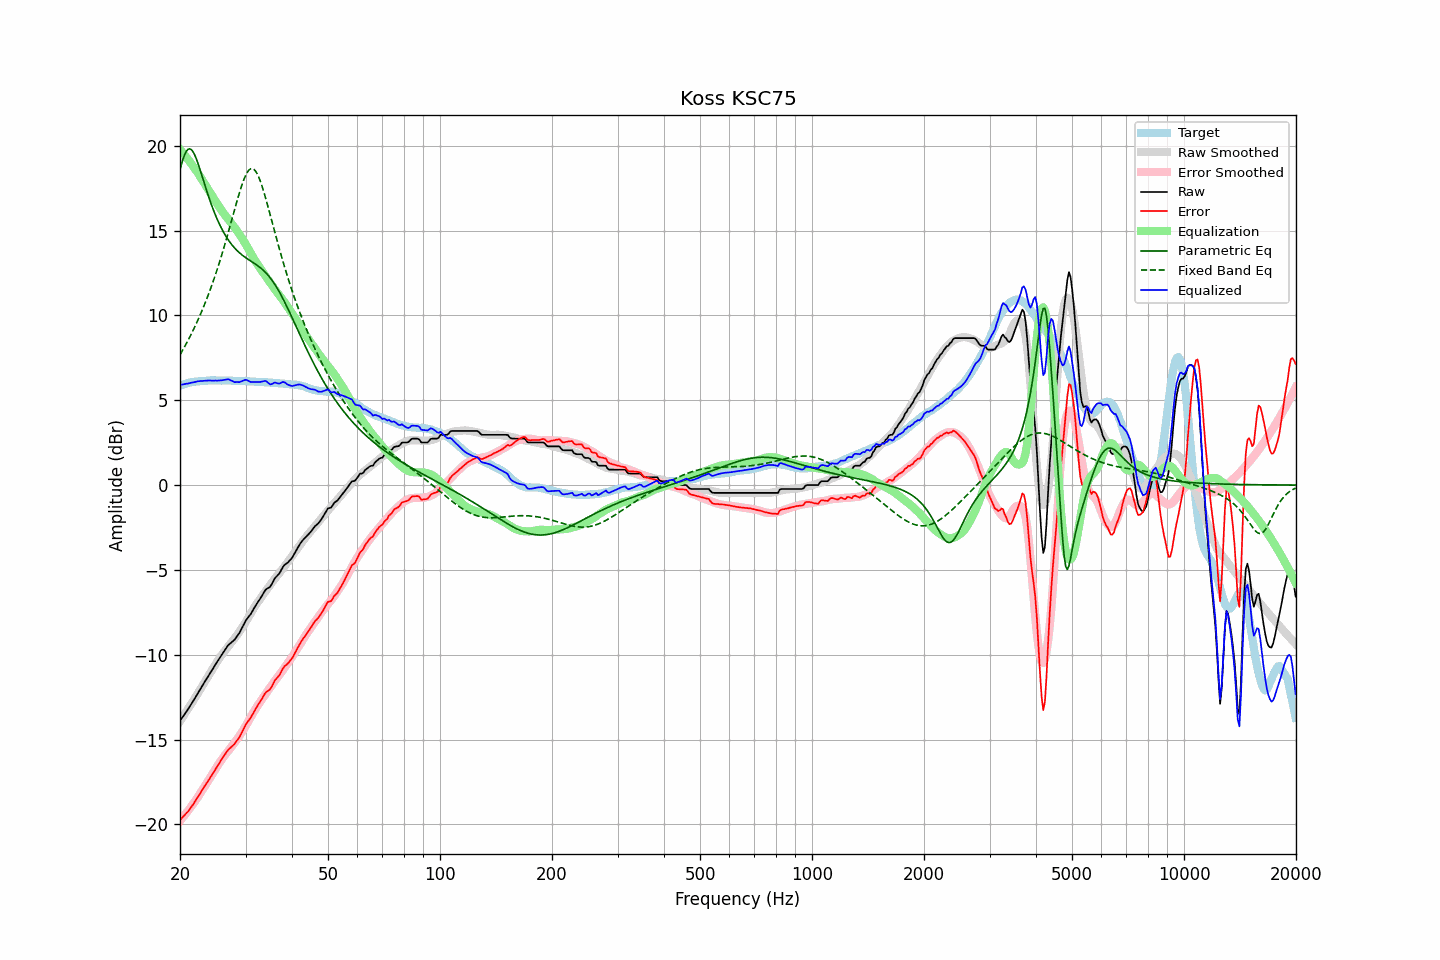 Koss KSC75
Target
Raw Smoothed
Error Smoothed
Raw
Error
Equalization
Parametric Eq
Fixed Band Eq
Equalized
Amplitude (dBr)
20
15
10
5
0
−5
−10
−15
−20
20 50 100 200 500 1000 2000 5000 10000 20000
Frequency (Hz)